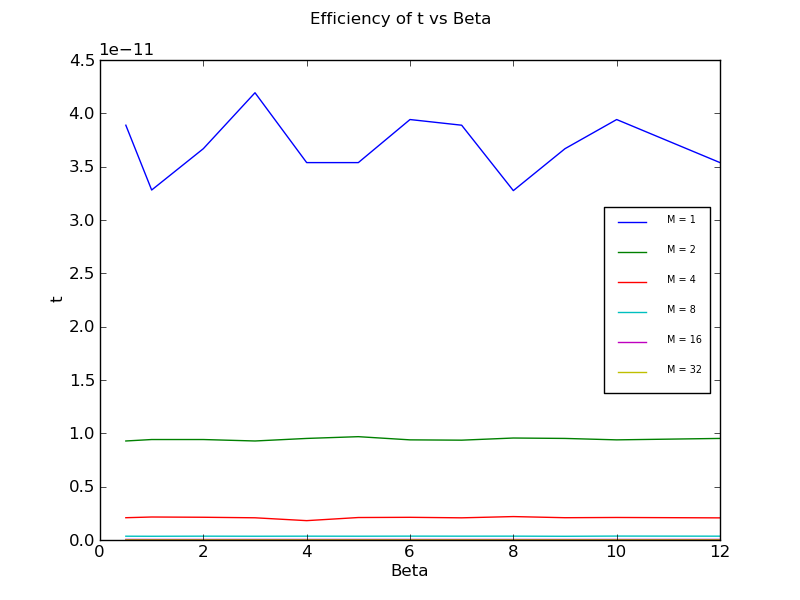 Efficiency of t vs Beta
1e−11
4.5
4.0
3.5
3.0
2.5
2.0
1.5
1.0
0.5
0.0
t
M = 1
M = 2
M = 4
M = 8
M = 16
M = 32
0 2 4 6 8 10 12
Beta